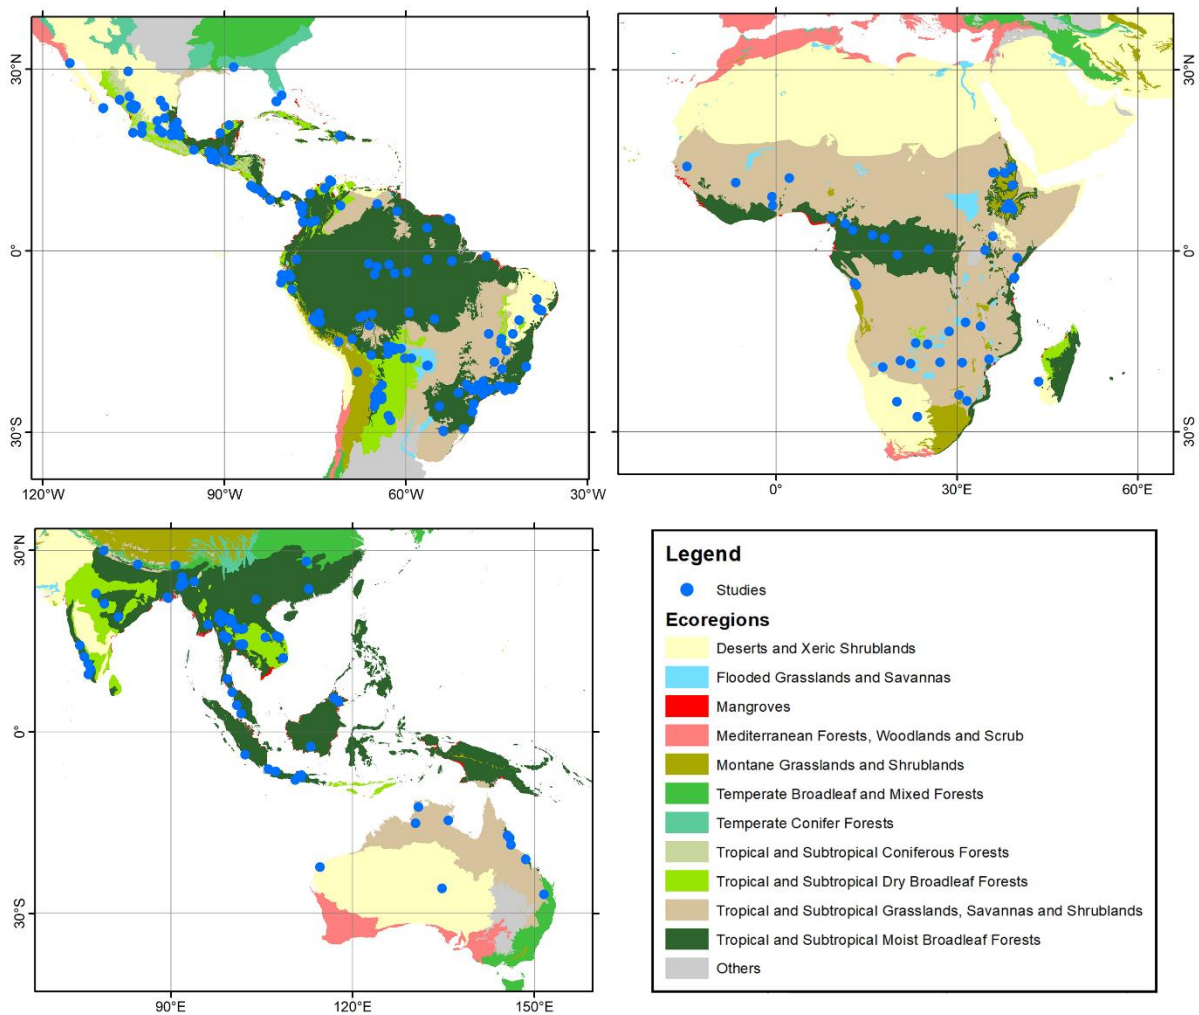 30°N
0°
30°S
120°W
90°W
60°W
30°W
30°N
0°
30°S
0°
30°E
60°E
30°N
0°
30°S
90°E
120°E
150°E
Legend
Studies
Ecoregions
Deserts and Xeric Shrublands
Flooded Grasslands and Savannas
Mangroves
Mediterranean Forests, Woodlands and Scrub
Montane Grasslands and Shrublands
Temperate Broadleaf and Mixed Forests
Temperate Conifer Forests
Tropical and Subtropical Coniferous Forests
Tropical and Subtropical Dry Broadleaf Forests
Tropical and Subtropical Grasslands, Savannas and Shrublands
Tropical and Subtropical Moist Broadleaf Forests
Others